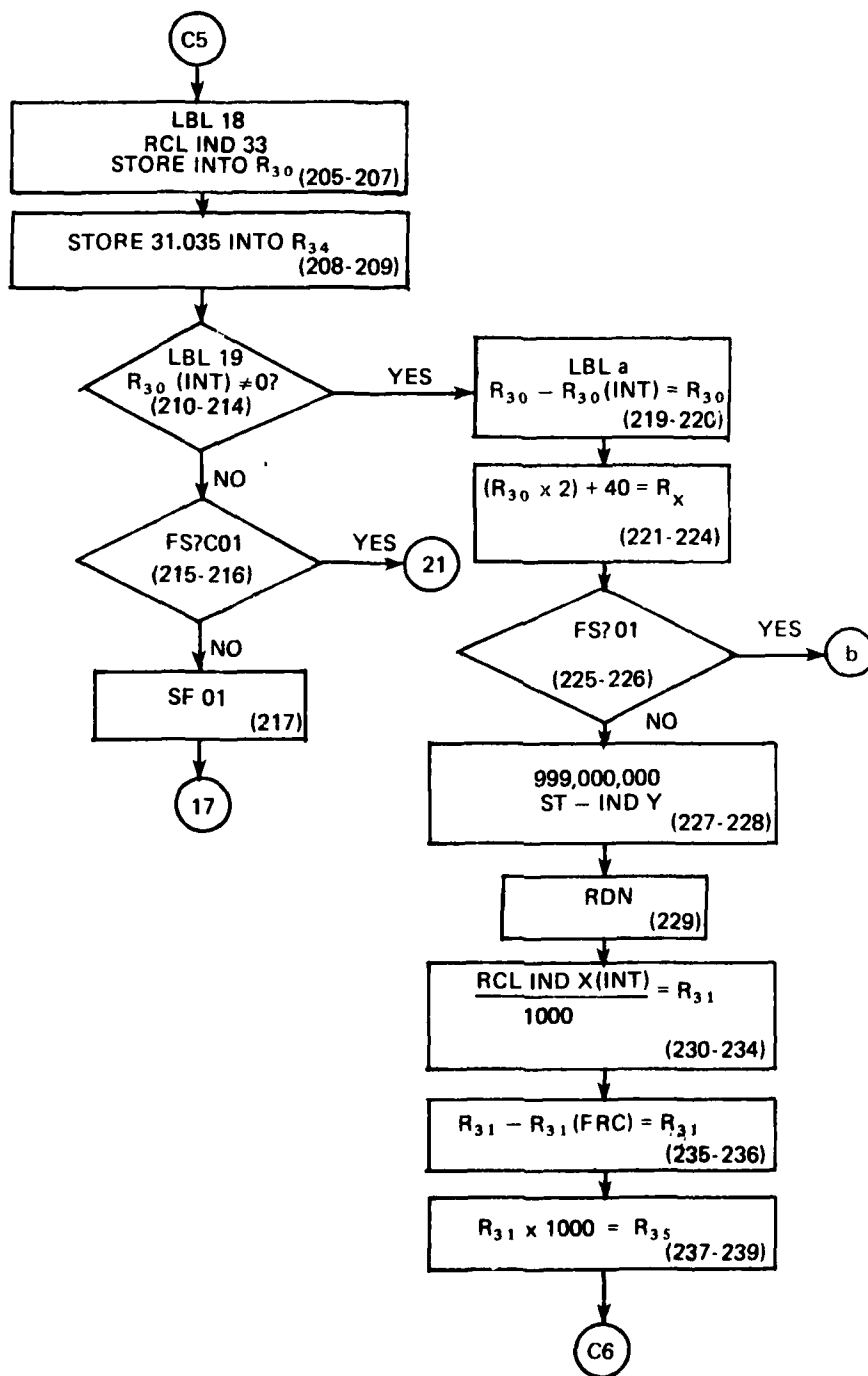 C5
LBL 18
RCL IND 33
STORE INTO R₃₀ (205-207)
STORE 31.035 INTO R₃₄
(208-209)
LBL 19
R₃₀ (INT) ≠0?
(210-214)
YES
NO
LBL a
R₃₀ – R₃₀(INT) = R₃₀
(219-220)
(R₃₀ x 2) + 40 = Rₓ
(221-224)
FS?C01
(215-216)
YES
21
NO
SF 01
(217)
17
FS? 01
(225-226)
YES
b
NO
999,000,000
ST – IND Y
(227-228)
RDN
(229)
RCL IND X(INT) = R₃₁
1000
(230-234)
R₃₁ – R₃₁(FRC) = R₃₁
(235-236)
R₃₁ x 1000 = R₃₅
(237-239)
C6